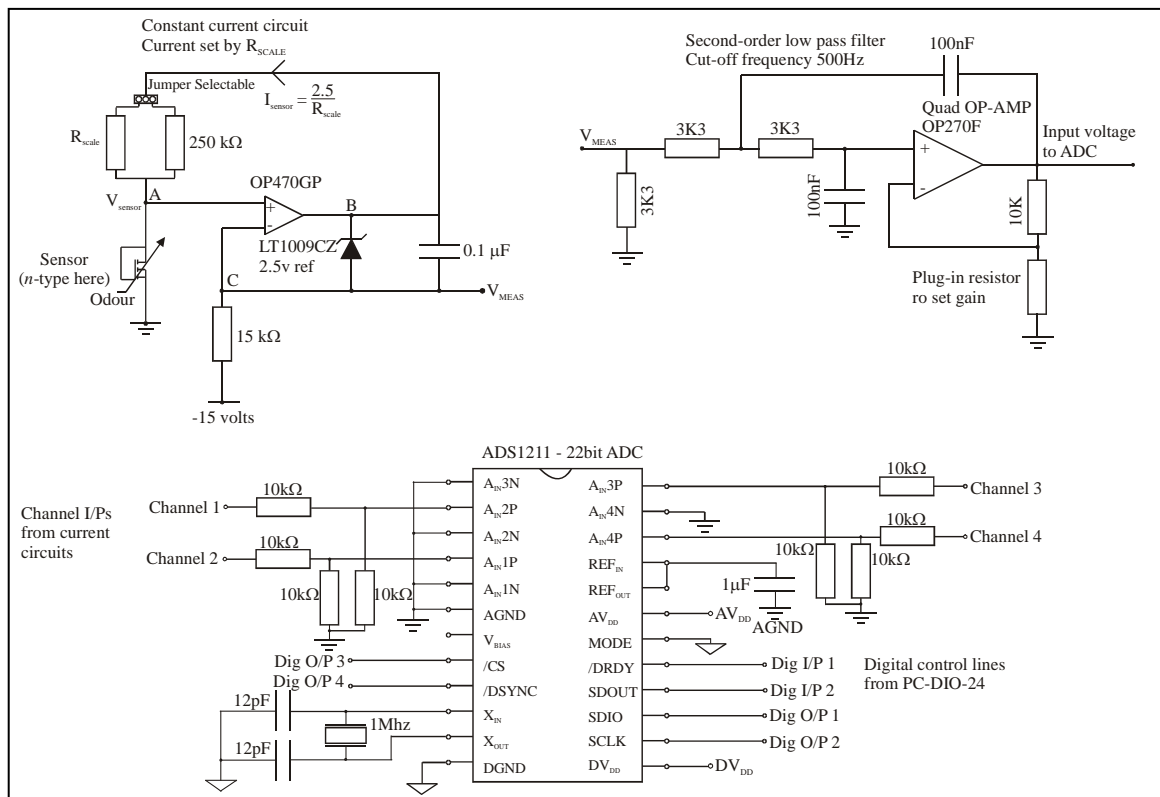 Constant current circuit
Current set by R_SCALE
Jumper Selectable
I_sensor = 2.5 / R_scale
R_scale
250 kΩ
V_sensor
A
OP470GP
+
-
B
LT1009CZ
2.5v ref
0.1 µF
Sensor
(n-type here)
Odour
C
V_MEAS
15 kΩ
-15 volts
Second-order low pass filter
Cut-off frequency 500Hz
100nF
Quad OP-AMP
OP270F
V_MEAS
3K3
3K3
3K3
100nF
+
-
Input voltage
to ADC
10K
Plug-in resistor
ro set gain
ADS1211 - 22bit ADC
Channel I/Ps
from current
circuits
Channel 1
10kΩ
Channel 2
10kΩ
10kΩ
10kΩ
A_IN3N
A_IN2P
A_IN2N
A_IN1P
A_IN1N
AGND
V_BIAS
/CS
/DSYNC
X_IN
X_OUT
DGND
Dig O/P 3
Dig O/P 4
12pF
12pF
1Mhz
A_IN3P
A_IN4N
A_IN4P
REF_IN
REF_OUT
AV_DD
MODE
/DRDY
SDOUT
SDIO
SCLK
DV_DD
10kΩ
Channel 3
10kΩ
Channel 4
10kΩ
10kΩ
1µF
AV_DD
AGND
Dig I/P 1
Dig I/P 2
Dig O/P 1
Dig O/P 2
DV_DD
Digital control lines
from PC-DIO-24